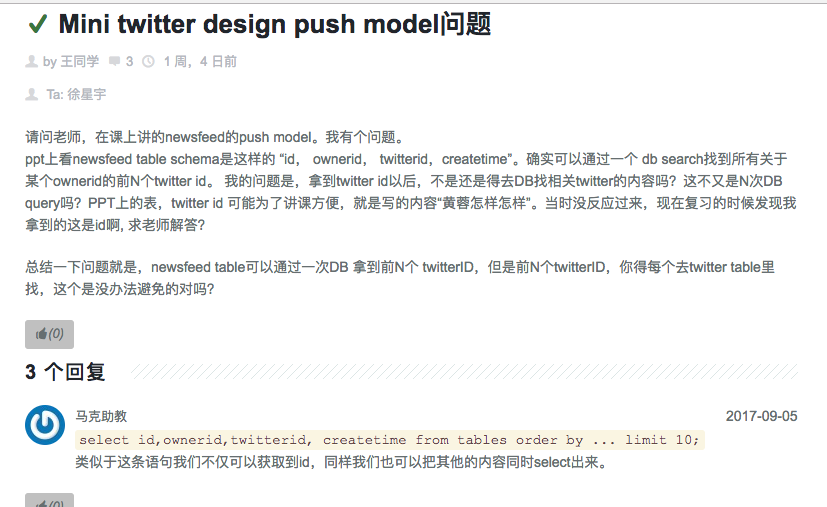 Mini twitter design push model问题
by 王同学 3 1 周，4 日前
Ta: 徐星宇
请问老师，在课上讲的newsfeed的push model。我有个问题。
ppt上看newsfeed table schema是这样的 “id， ownerid， twitterid，createtime”。确实可以通过一个 db search找到所有关于
某个ownerid的前N个twitter id。 我的问题是，拿到twitter id以后，不是还是得去DB找相关twitter的内容吗？这不又是N次DB
query吗？PPT上的表，twitter id 可能为了讲课方便，就是写的内容“黄蓉怎样怎样”。当时没反应过来，现在复习的时候发现我
拿到的这是id啊, 求老师解答?
总结一下问题就是，newsfeed table可以通过一次DB 拿到前N个 twitterID，但是前N个twitterID，你得每个去twitter table里
找，这个是没办法避免的对吗?
(0)
3 个回复
马克助教 2017-09-05
select id,ownerid,twitterid, createtime from tables order by ... limit 10;
类似于这条语句我们不仅可以获取到id，同样我们也可以把其他的内容同时select出来。
(0)